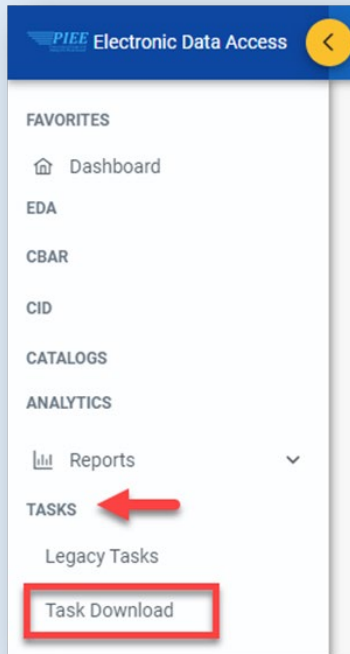 PIEE Electronic Data Access
FAVORITES
Dashboard
EDA
CBAR
CID
CATALOGS
ANALYTICS
Reports
TASKS
Legacy Tasks
Task Download